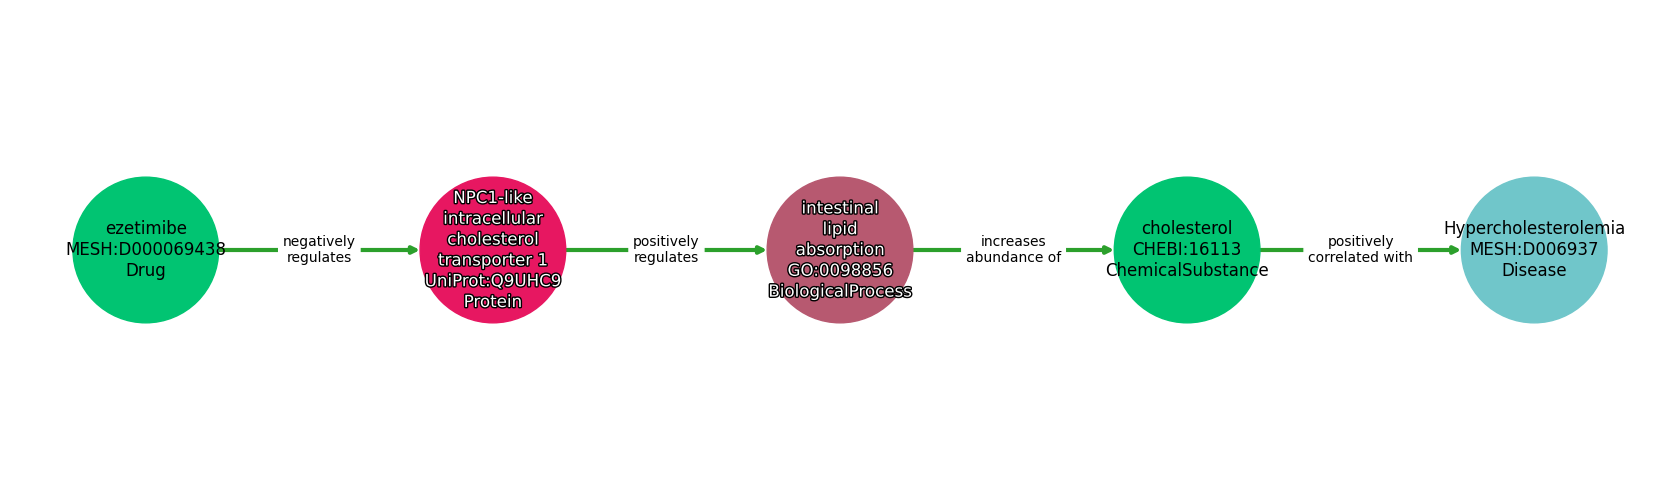 ezetimibe
MESH:D000069438
Drug
negatively
regulates
NPC1-like
intracellular
cholesterol
transporter 1
UniProt:Q9UHC9
Protein
positively
regulates
intestinal
lipid
absorption
GO:0098856
BiologicalProcess
increases
abundance of
cholesterol
CHEBI:16113
ChemicalSubstance
positively
correlated with
Hypercholesterolemia
MESH:D006937
Disease